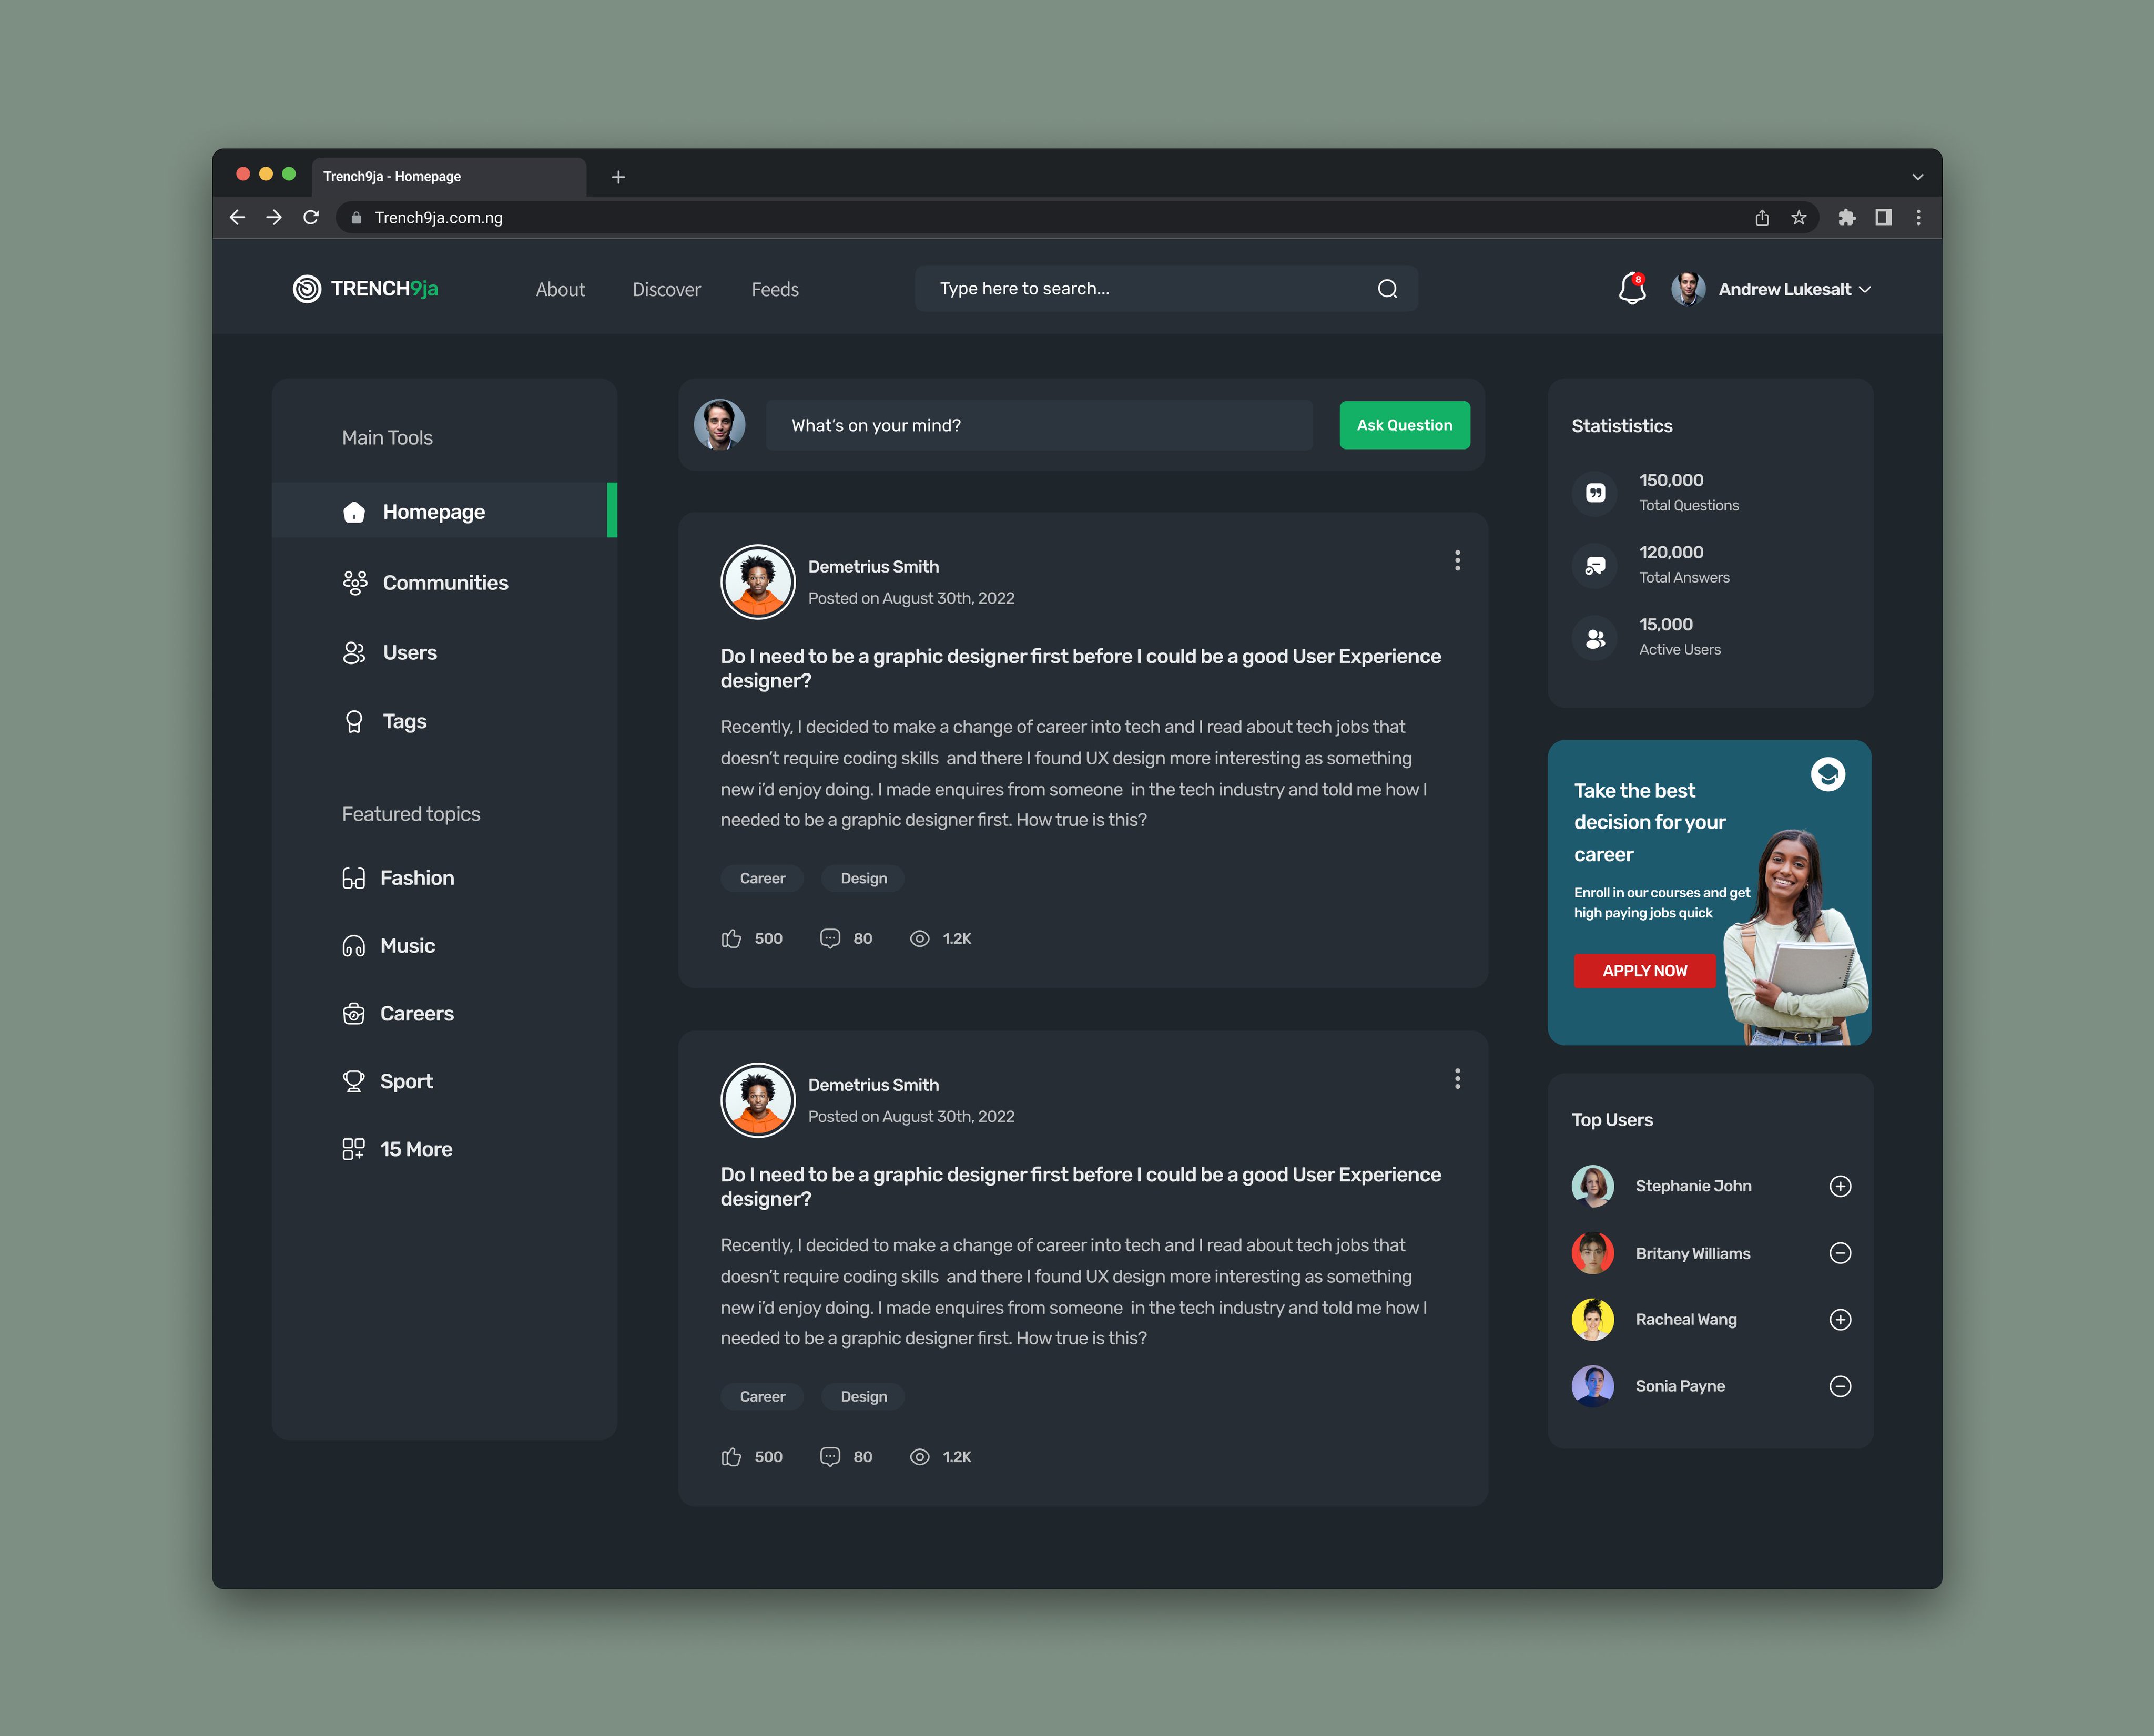 Trench9ja - Homepage
Trench9ja.com.ng
TRENCH9ja
About
Discover
Feeds
Type here to search...
8
Andrew Lukesalt
Main Tools
Homepage
Communities
Users
Tags
Featured topics
Fashion
Music
Careers
Sport
15 More
What's on your mind?
Ask Question
Demetrius Smith
Posted on August 30th, 2022
Do I need to be a graphic designer first before I could be a good User Experience
designer?
Recently, I decided to make a change of career into tech and I read about tech jobs that
doesn't require coding skills  and there I found UX design more interesting as something
new i'd enjoy doing. I made enquires from someone  in the tech industry and told me how I
needed to be a graphic designer first. How true is this?
Career
Design
500
80
1.2K
Demetrius Smith
Posted on August 30th, 2022
Do I need to be a graphic designer first before I could be a good User Experience
designer?
Recently, I decided to make a change of career into tech and I read about tech jobs that
doesn't require coding skills  and there I found UX design more interesting as something
new i'd enjoy doing. I made enquires from someone  in the tech industry and told me how I
needed to be a graphic designer first. How true is this?
Career
Design
500
80
1.2K
Statististics
150,000
Total Questions
120,000
Total Answers
15,000
Active Users
Take the best
decision for your
career
Enroll in our courses and get
high paying jobs quick
APPLY NOW
Top Users
Stephanie John
Britany Williams
Racheal Wang
Sonia Payne